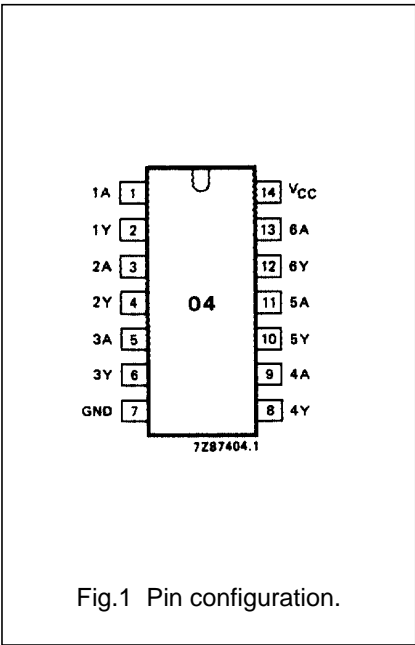 1A 1 14 VCC
1Y 2 13 6A
2A 3 12 6Y
2Y 4 04 11 5A
3A 5 10 5Y
3Y 6 9 4A
GND 7 8 4Y
7Z87404.1
Fig.1 Pin configuration.